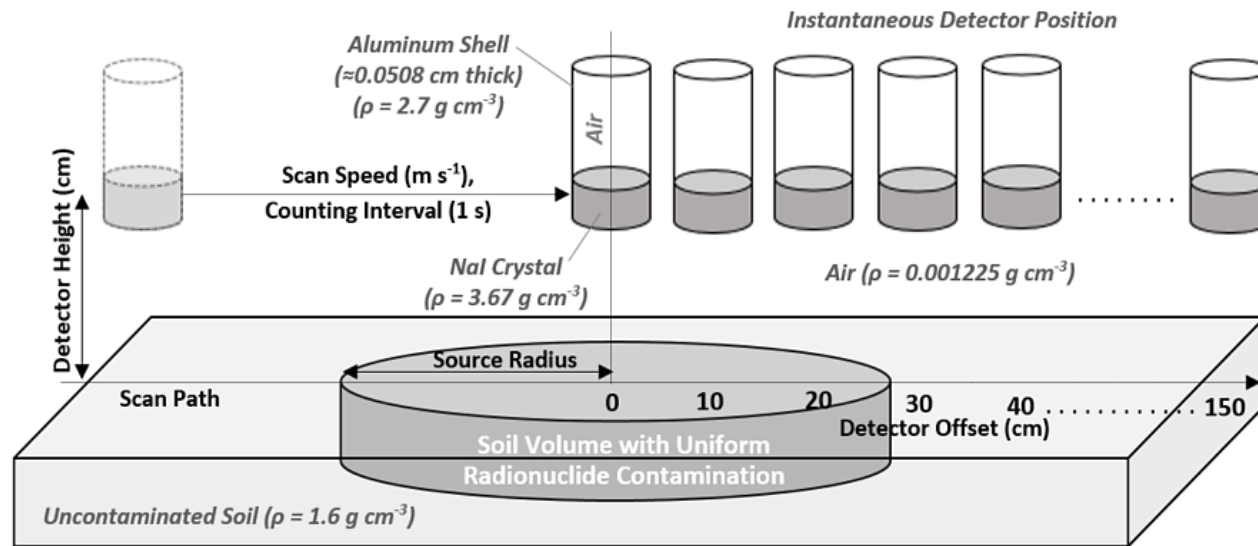 Instantaneous Detector Position
Aluminum Shell
(≈0.0508 cm thick)
(ρ = 2.7 g cm⁻³)
Air
Scan Speed (m s⁻¹),
Counting Interval (1 s)
Detector Height (cm)
NaI Crystal
(ρ = 3.67 g cm⁻³)
Air (ρ = 0.001225 g cm⁻³)
Source Radius
Scan Path
0 10 20 30 40 150
Detector Offset (cm)
Soil Volume with Uniform
Radionuclide Contamination
Uncontaminated Soil (ρ = 1.6 g cm⁻³)